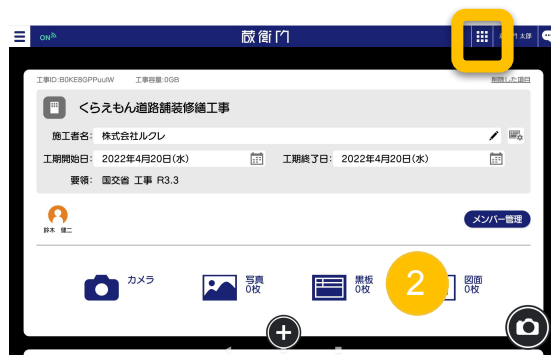 ON
蔵衛門
太郎
工事ID:B0KE8GPPuulW 工事容量:0GB
削除した項目
くらえもん道路舗装修繕工事
施工者名: 株式会社ルクレ
工期開始日: 2022年4月20日(水) 工期終了日: 2022年4月20日(水)
要領: 国交省 工事 R3.3
鈴木 健二
メンバー管理
カメラ
写真
0枚
黒板
0枚
2
図面
0枚